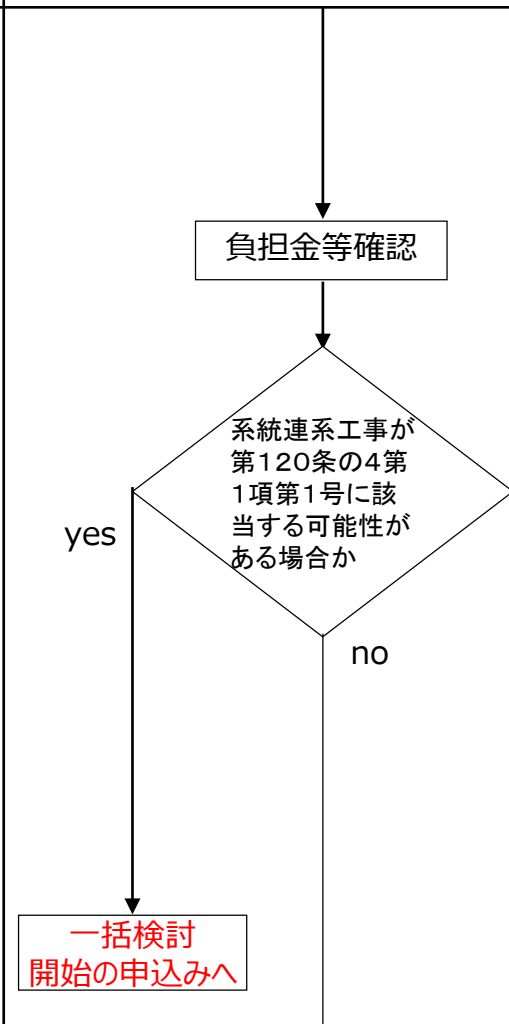 負担金等確認
系統連系工事が
第120条の4第
1項第1号に該
当する可能性が
ある場合か
yes
no
一括検討
開始の申込みへ